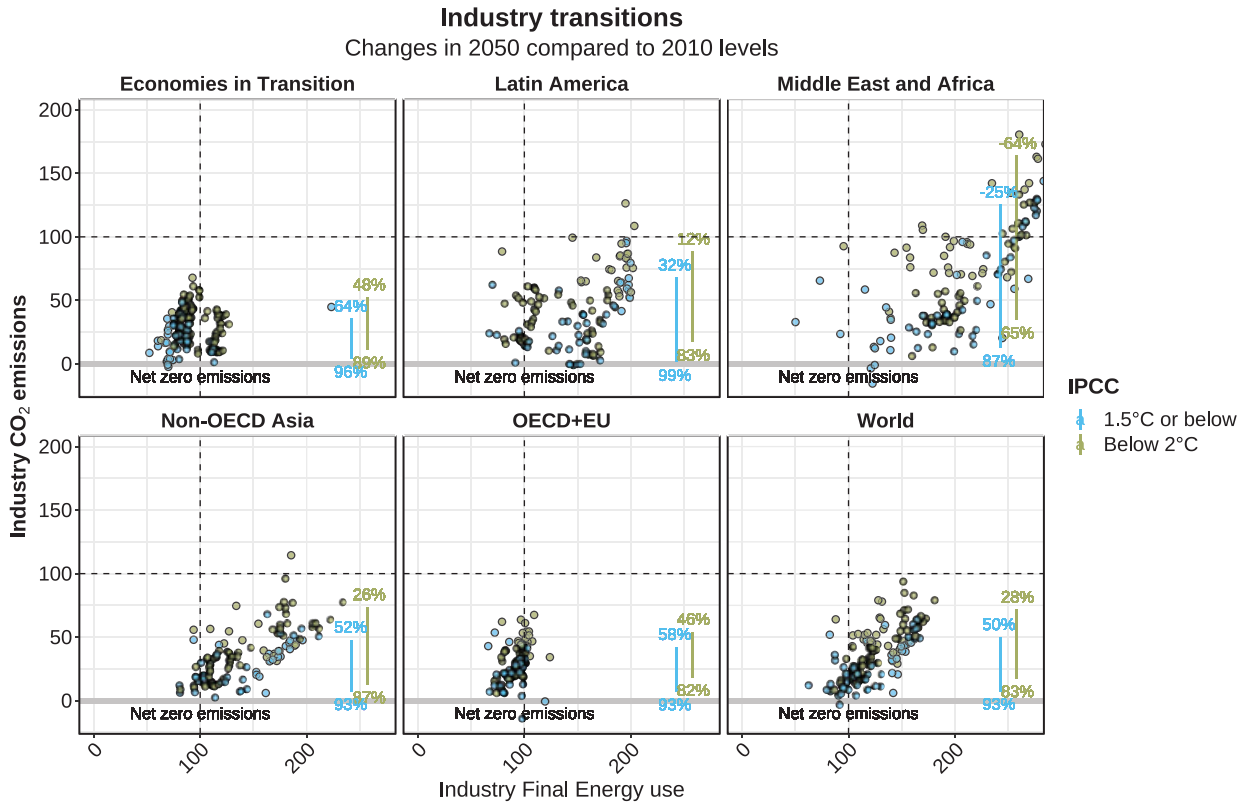 Industry transitions
Changes in 2050 compared to 2010 levels
Economies in Transition
Latin America
Middle East and Africa
Industry CO₂ emissions
200
150
100
50
0
48%
64%
96%
Net zero emissions
12%
32%
83%
99%
Net zero emissions
-64%
-25%
65%
87%
Net zero emissions
Non-OECD Asia
OECD+EU
World
200
150
100
50
0
26%
52%
87%
93%
Net zero emissions
46%
58%
82%
93%
Net zero emissions
28%
50%
83%
93%
Net zero emissions
0
100
200
0
100
200
0
100
200
Industry Final Energy use
IPCC
a 1.5°C or below
a Below 2°C